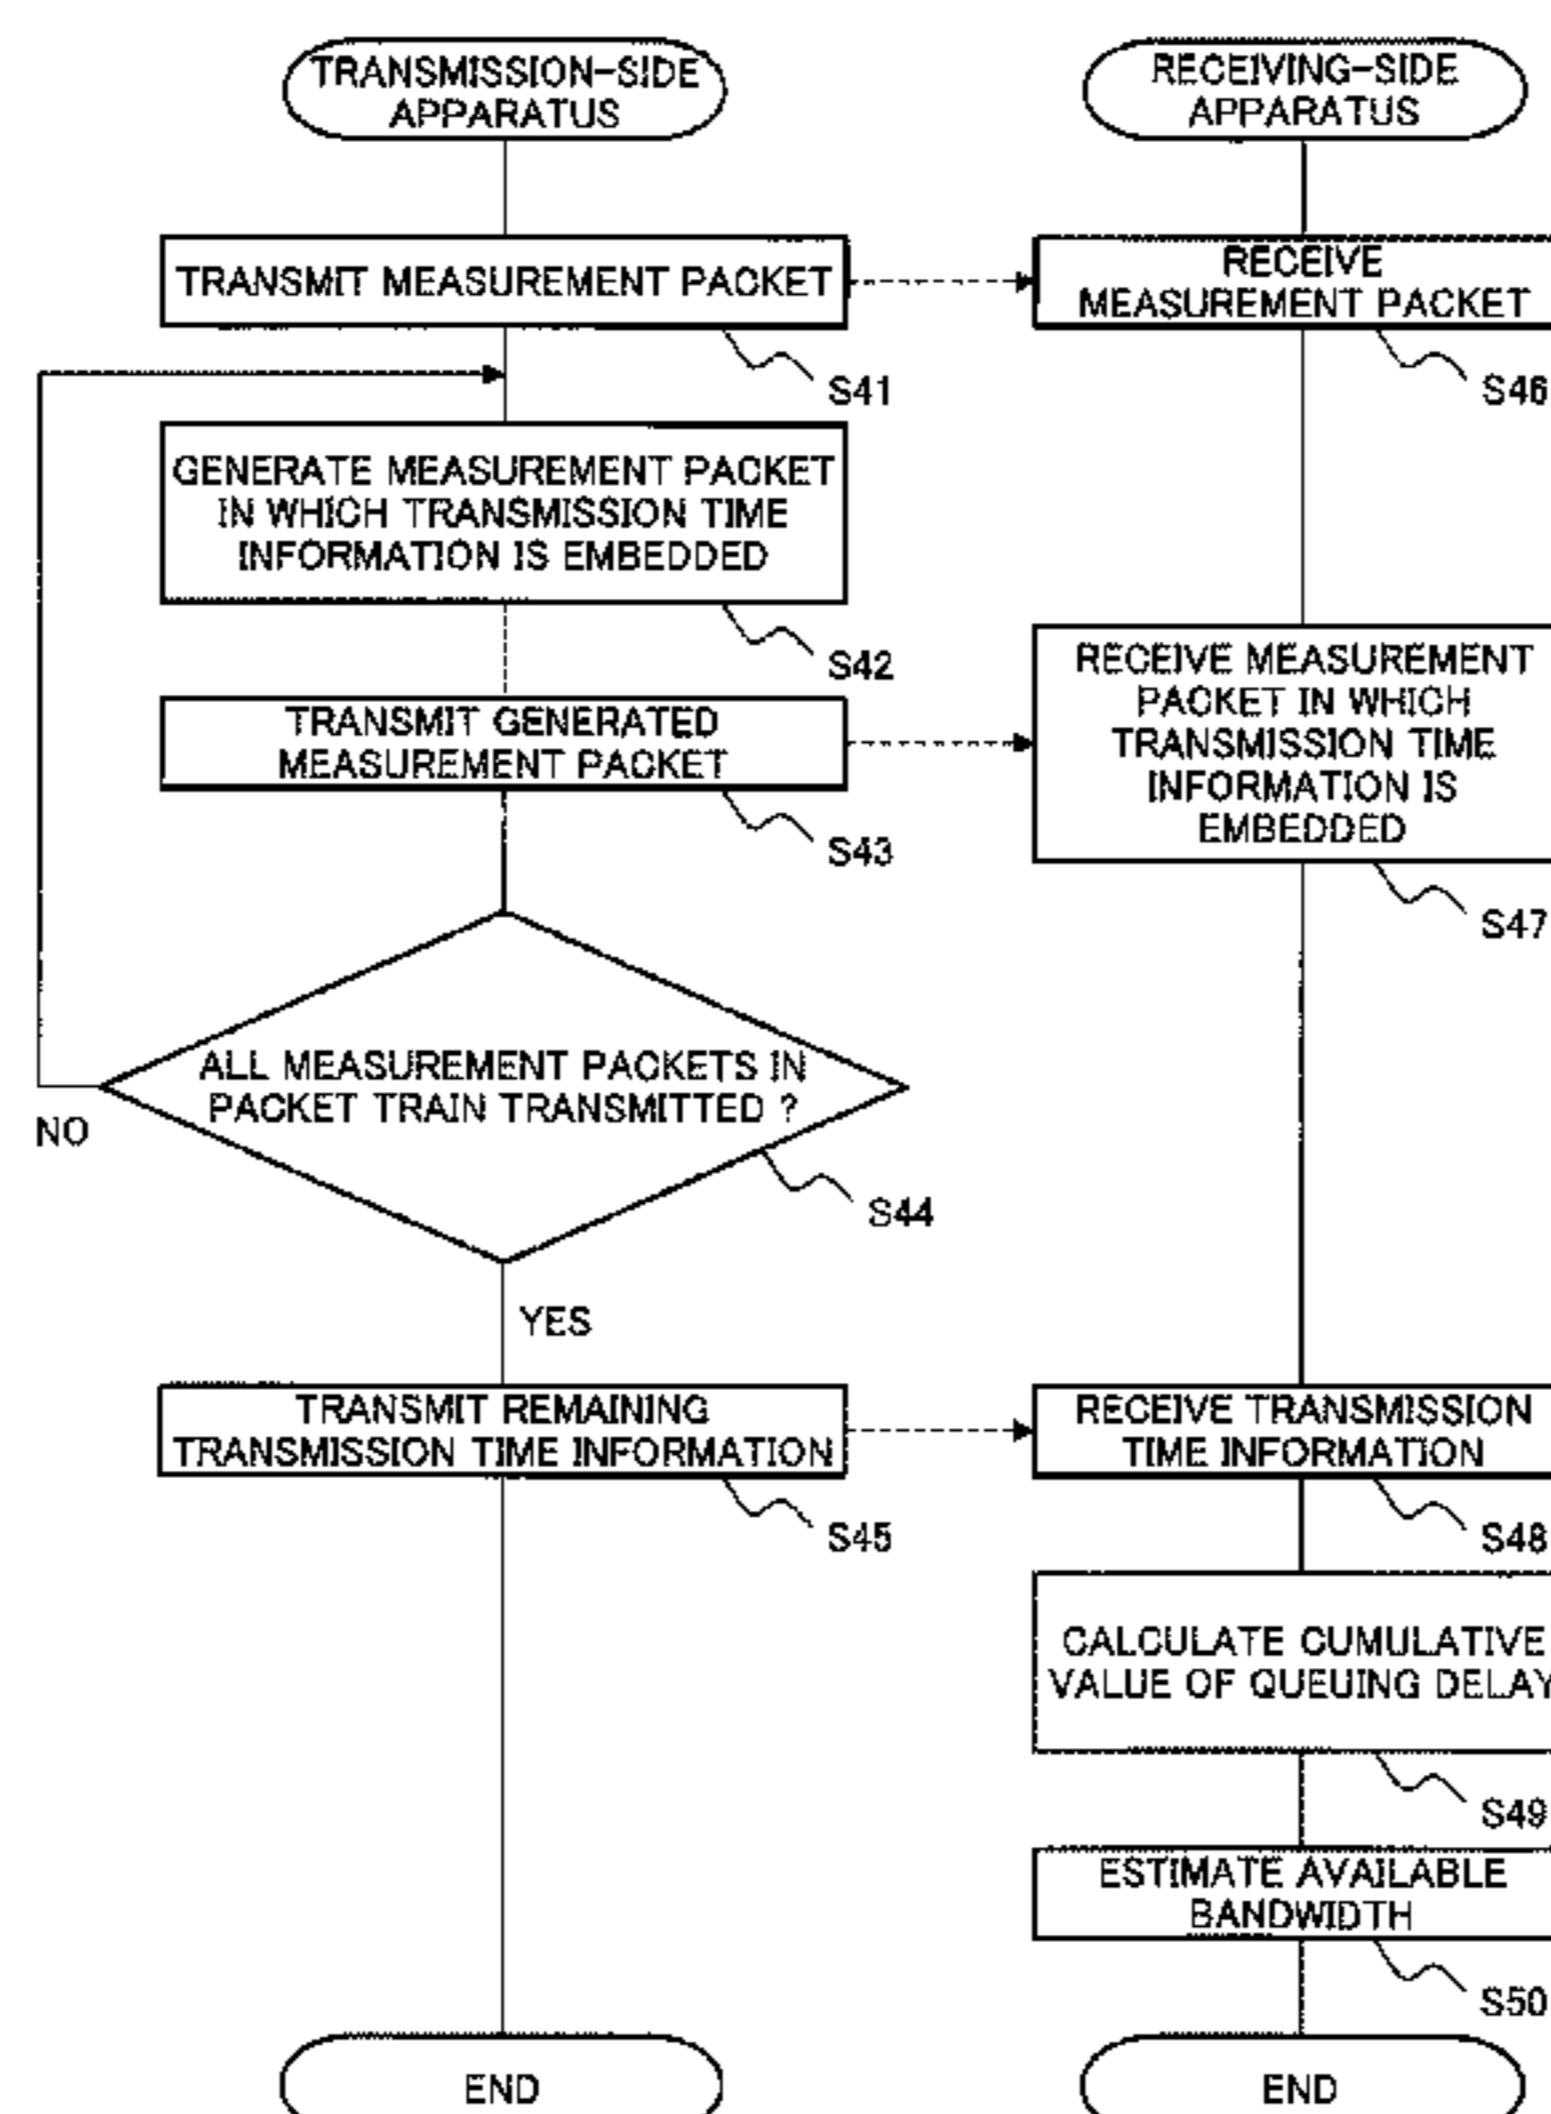 TRANSMISSION-SIDE
APPARATUS
RECEIVING-SIDE
APPARATUS
TRANSMIT MEASUREMENT PACKET
S41
RECEIVE
MEASUREMENT PACKET
S46
GENERATE MEASUREMENT PACKET
IN WHICH TRANSMISSION TIME
INFORMATION IS EMBEDDED
S42
TRANSMIT GENERATED
MEASUREMENT PACKET
S43
RECEIVE MEASUREMENT
PACKET IN WHICH
TRANSMISSION TIME
INFORMATION IS
EMBEDDED
S47
ALL MEASUREMENT PACKETS IN
PACKET TRAIN TRANSMITTED ?
NO
S44
YES
TRANSMIT REMAINING
TRANSMISSION TIME INFORMATION
S45
RECEIVE TRANSMISSION
TIME INFORMATION
S48
CALCULATE CUMULATIVE
VALUE OF QUEUING DELAY
S49
ESTIMATE AVAILABLE
BANDWIDTH
S50
END
END